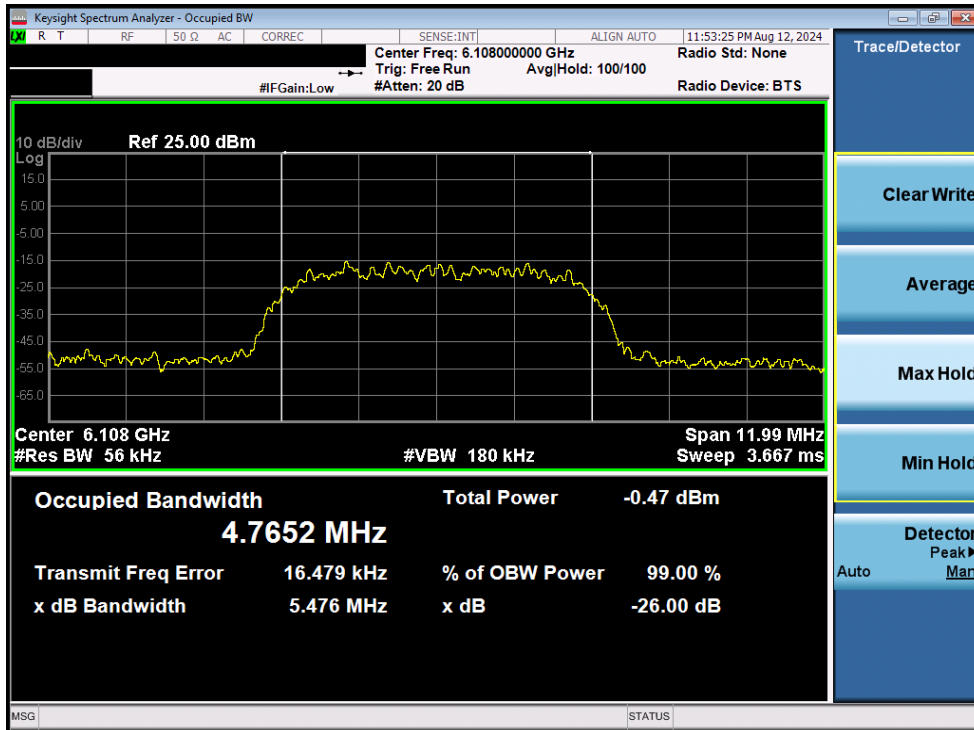 Keysight Spectrum Analyzer - Occupied BW
LXI R T RF 50 Ω AC CORREC SENSE:INT ALIGN AUTO 11:53:25 PM Aug 12, 2024
Center Freq: 6.108000000 GHz Radio Std: None
Trig: Free Run Avg|Hold: 100/100
#IFGain:Low #Atten: 20 dB Radio Device: BTS
10 dB/div Ref 25.00 dBm
Log
15.0
5.00
-5.00
-15.0
-25.0
-35.0
-45.0
-55.0
-65.0
Center 6.108 GHz Span 11.99 MHz
#Res BW 56 kHz #VBW 180 kHz Sweep 3.667 ms
Occupied Bandwidth Total Power -0.47 dBm
4.7652 MHz
Transmit Freq Error 16.479 kHz % of OBW Power 99.00 %
x dB Bandwidth 5.476 MHz x dB -26.00 dB
MSG STATUS
Trace/Detector
Clear Write
Average
Max Hold
Min Hold
Detector
Peak
Auto Man